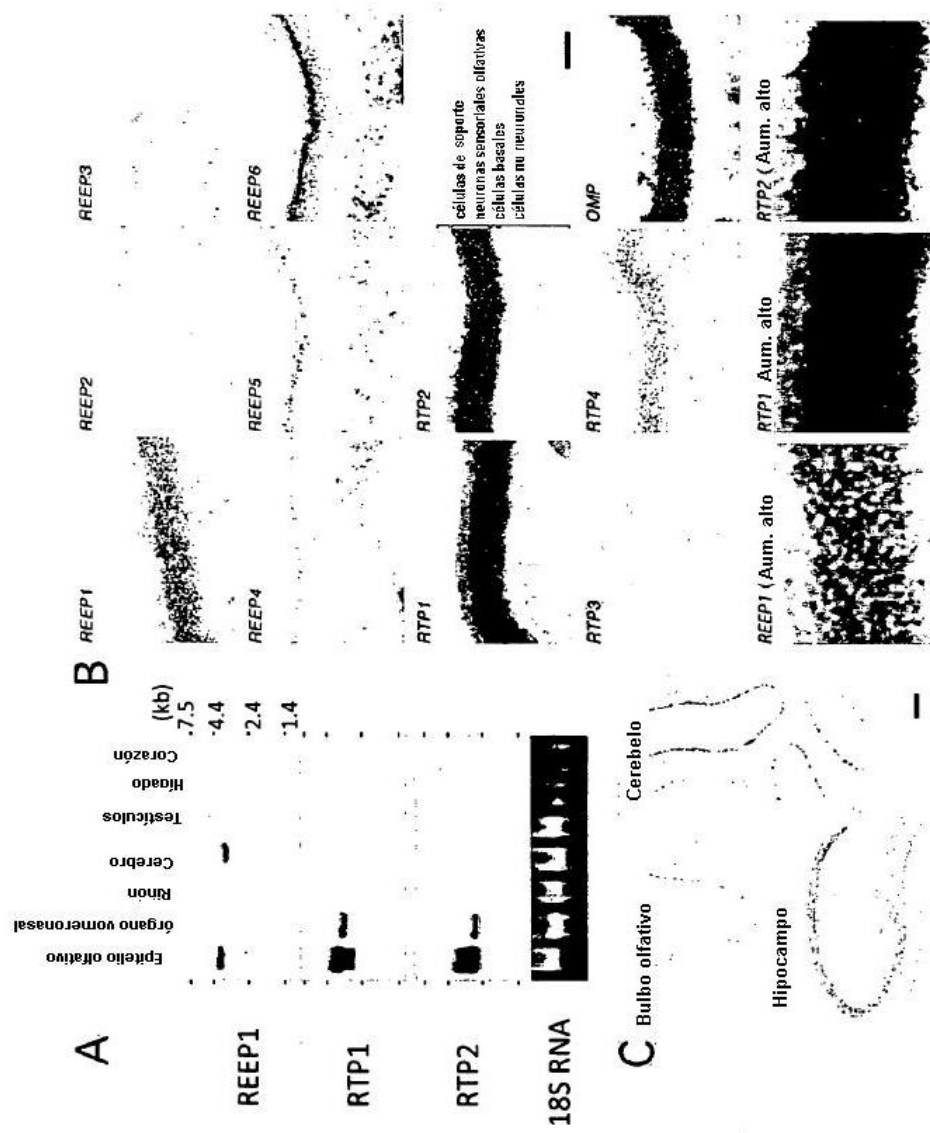 A
Epitelio olfativo
órgano vomeronasal
Rinon
Cerebro
Testículos
Hígado
Corazón
(kb)
7.5
4.4
2.4
1.4
REEP1
RTP1
RTP2
18S RNA
B
REEP1
REEP2
REEP3
REEP4
REEP5
REEP6
RTP1
RTP2
células de soporte
neuronas sensoriales olfativas
células basales
células no neuronales
RTP3
RTP4
OMP
REEP1 ( Aum. alto
RTP1 Aum. alto
RTP2 ( Aum. alto
C
Bulbo olfativo
Cerebelo
Hipocampo